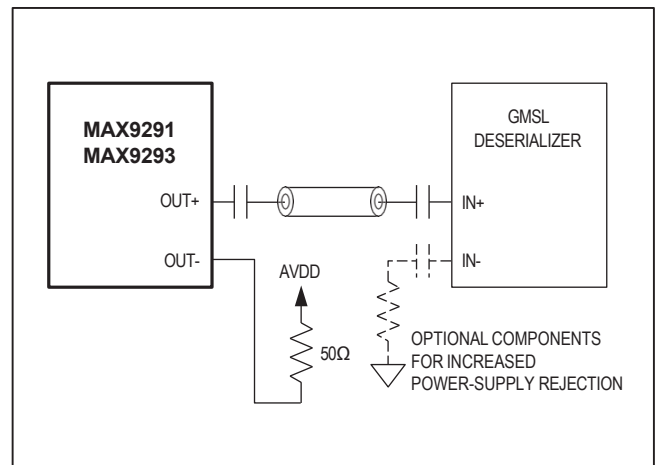 MAX9291
MAX9293
GMSL
DESERIALIZER
OUT+
IN+
OUT-
IN-
AVDD
50Ω
OPTIONAL COMPONENTS
FOR INCREASED
POWER-SUPPLY REJECTION